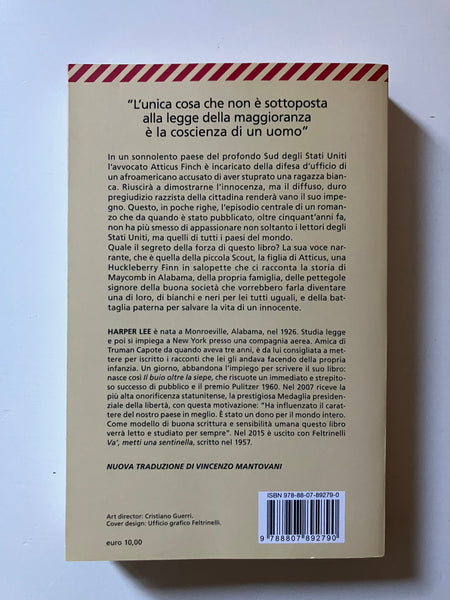 "L'unica cosa che non è sottoposta
alla legge della maggioranza
è la coscienza di un uomo"
In un sonnolento paese del profondo Sud degli Stati Uniti
l'avvocato Atticus Finch è incaricato della difesa d'ufficio di
un afroamericano accusato di aver stuprato una ragazza bian-
ca. Riuscirà a dimostrarne l'innocenza, ma il diffuso, duro
pregiudizio razzista della cittadina renderà vano il suo impe-
gno. Questo, in poche righe, l'episodio centrale di un roman-
zo che da quando è stato pubblicato, oltre cinquant'anni fa,
non ha più smesso di appassionare non soltanto i lettori degli
Stati Uniti, ma quelli di tutti i paesi del mondo.
Quale il segreto della forza di questo libro? La sua voce nar-
rante, che è quella della piccola Scout, la figlia di Atticus, una
Huckleberry Finn in salopette che ci racconta la storia di
Maycomb in Alabama, della propria famiglia, delle pettegole
signore della buona società che vorrebbero farla diventare
una di loro, di bianchi e neri per lei tutti uguali, e della bat-
taglia paterna per salvare la vita di un innocente.
HARPER LEE è nata a Monroeville, Alabama, nel 1926. Studia legge
e poi si impiega a New York presso una compagnia aerea. Amica di
Truman Capote da quando aveva tre anni, è da lui consigliata a met-
tere per iscritto i racconti che lei gli andava facendo della propria
infanzia. Un giorno, abbandona l'impiego per scrivere il suo libro:
nasce così Il buio oltre la siepe, che riscuote un immediato e strepito-
so successo di pubblico e il premio Pulitzer 1960. Nel 2007 riceve la
più alta onorificenza statunitense, la prestigiosa Medaglia presiden-
ziale della libertà, con questa motivazione: "Ha influenzato il carat-
tere del nostro paese in meglio. È stato un dono per il mondo intero.
Come modello di buona scrittura e sensibilità umana questo libro
verrà letto e studiato per sempre". Nel 2015 è uscito con Feltrinelli
Va', metti una sentinella, scritto nel 1957.
NUOVA TRADUZIONE DI VINCENZO MANTOVANI
ISBN 978-88-07-89279-0
9 788807 892790
Art director: Cristiano Guerri.
Cover design: Ufficio grafico Feltrinelli.
euro 10,00